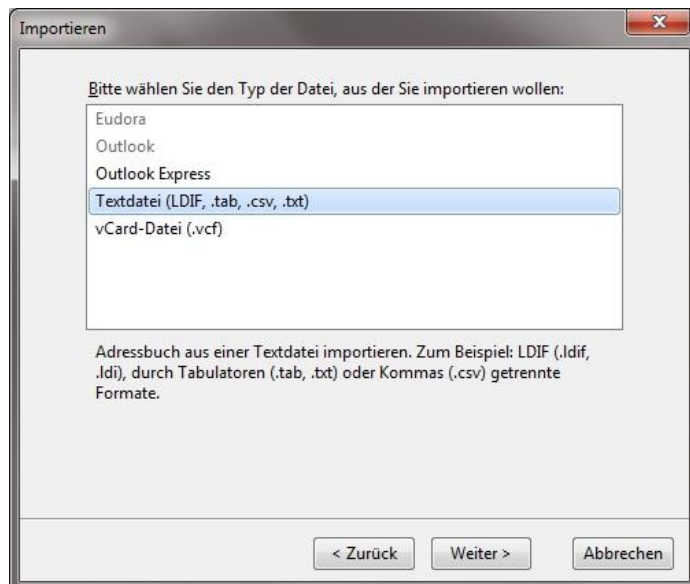 Importieren
Bitte wählen Sie den Typ der Datei, aus der Sie importieren wollen:
Eudora
Outlook
Outlook Express
Textdatei (LDIF, .tab, .csv, .txt)
vCard-Datei (.vcf)
Adressbuch aus einer Textdatei importieren. Zum Beispiel: LDIF (.ldif,
.ldi), durch Tabulatoren (.tab, .txt) oder Kommas (.csv) getrennte
Formate.
< Zurück
Weiter >
Abbrechen